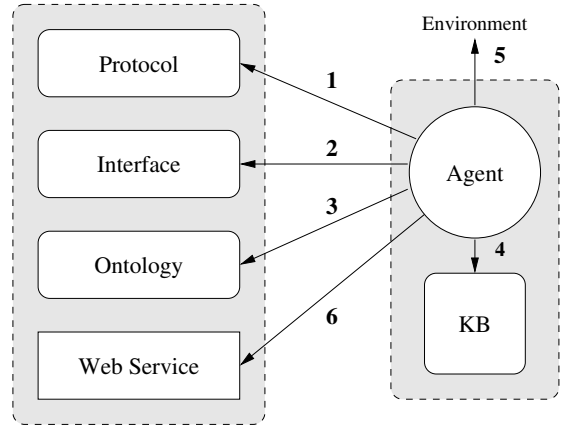 Environment
5
Protocol
1
Interface
2
Agent
3
Ontology
4
6
KB
Web Service